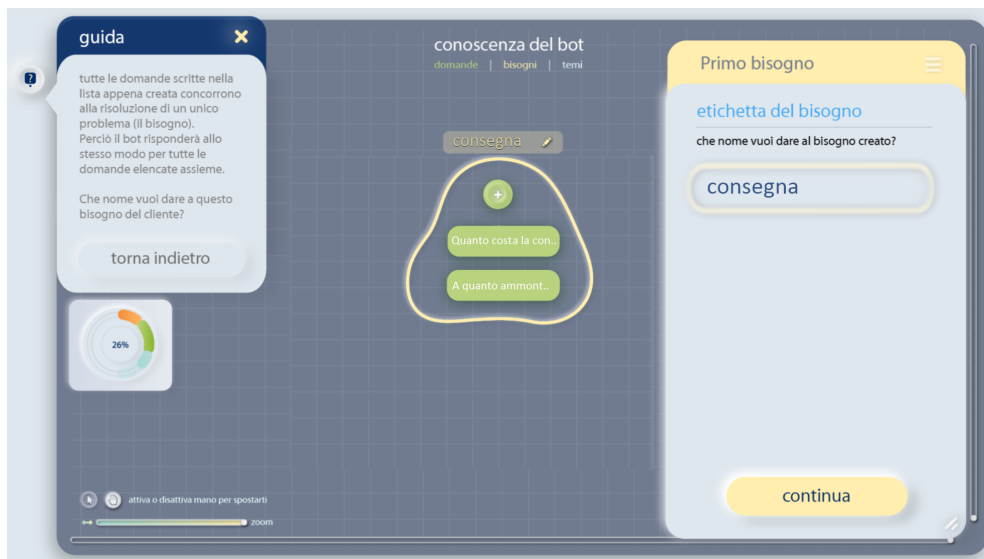 guida
tutte le domande scritte nella
lista appena creata concorrono
alla risoluzione di un unico
problema (il bisogno).
Perciò il bot risponderà allo
stesso modo per tutte le
domande elencate assieme.
Che nome vuoi dare a questo
bisogno del cliente?
torna indietro
26%
attiva o disattiva mano per spostarti
zoom
conoscenza del bot
domande | bisogni | temi
consegna
Quanto costa la con..
A quanto ammont..
Primo bisogno
etichetta del bisogno
che nome vuoi dare al bisogno creato?
consegna
continua